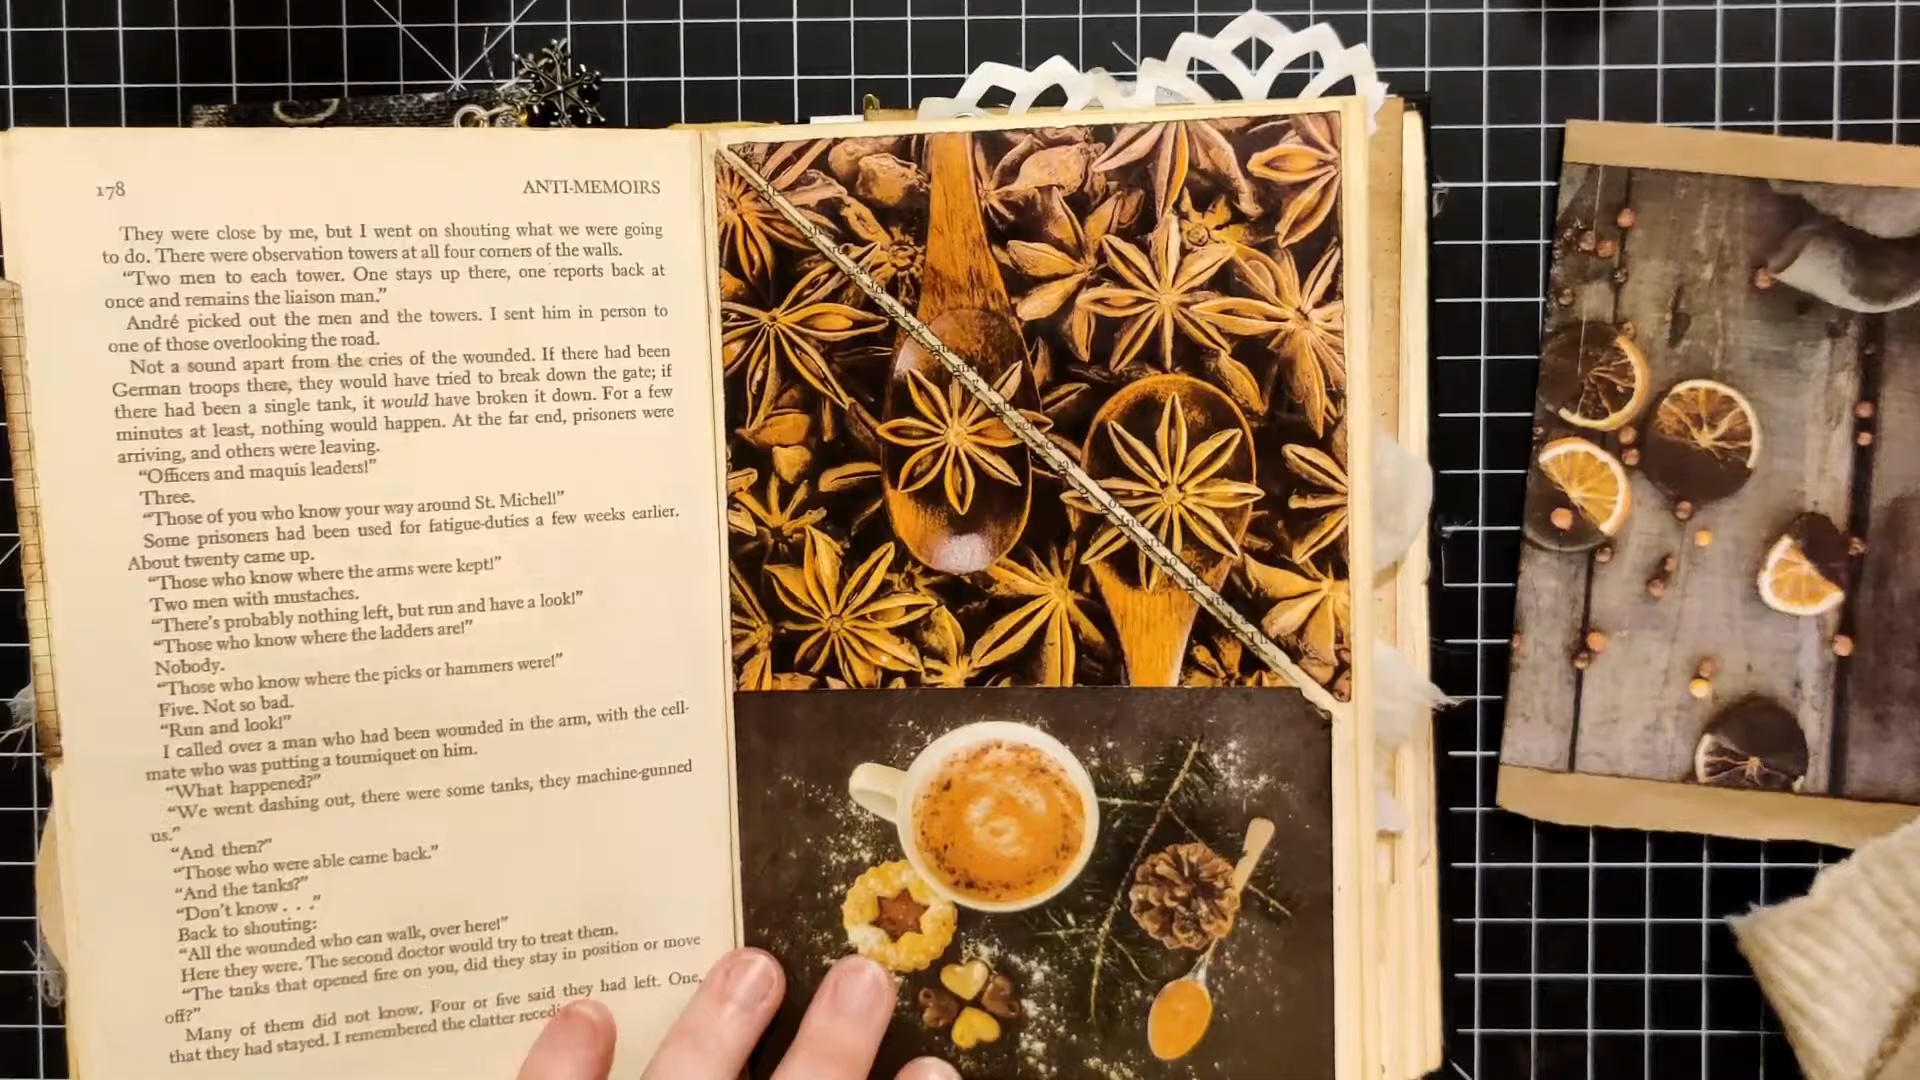 178 ANTI-MEMOIRS
They were close by me, but I went on shouting what we were going
to do. There were observation towers at all four corners of the walls.
“Two men to each tower. One stays up there, one reports back at
once and remains the liaison man.”
André picked out the men and the towers. I sent him in person to
one of those overlooking the road.
Not a sound apart from the cries of the wounded. If there had been
German troops there, they would have tried to break down the gate; if
there had been a single tank, it would have broken it down. For a few
minutes at least, nothing would happen. At the far end, prisoners were
arriving, and others were leaving.
“Officers and maquis leaders!”
Three.
“Those of you who know your way around St. Michel!”
Some prisoners had been used for fatigue-duties a few weeks earlier.
About twenty came up.
“Those who know where the arms were kept!”
Two men with mustaches.
“There’s probably nothing left, but run and have a look!”
“Those who know where the ladders are!”
Nobody.
“Those who know where the picks or hammers were!”
Five. Not so bad.
“Run and look!”
I called over a man who had been wounded in the arm, with the cell-
mate who was putting a tourniquet on him.
“What happened?”
“We went dashing out, there were some tanks, they machine-gunned
us.”
“And then?”
“Those who were able came back.”
“And the tanks?”
“Don’t know . . .”
Back to shouting:
“All the wounded who can walk, over here!”
Here they were. The second doctor would try to treat them.
“The tanks that opened fire on you, did they stay in position or move
off?”
Many of them did not know. Four or five said they had left. One,
that they had stayed. I remembered the clatter